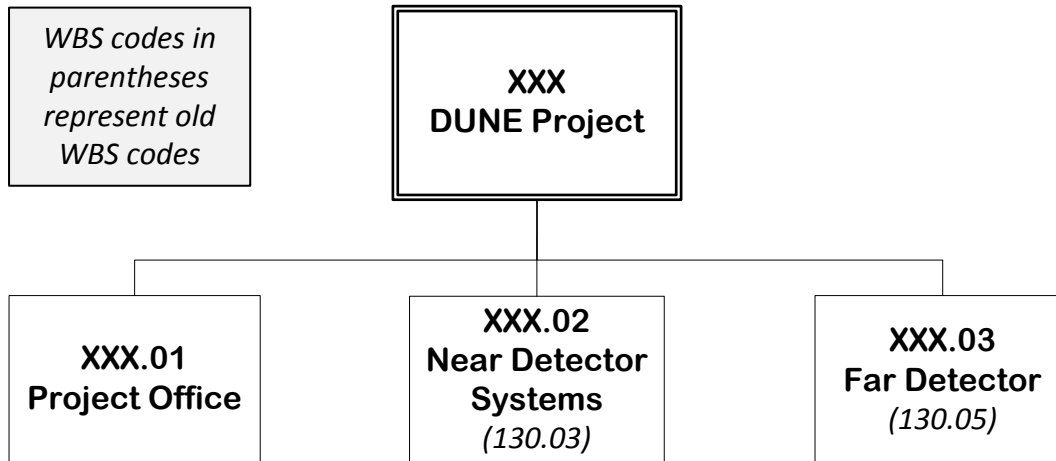 WBS codes in
parentheses
represent old
WBS codes
XXX
DUNE Project
XXX.01
Project Office
XXX.02
Near Detector
Systems
(130.03)
XXX.03
Far Detector
(130.05)